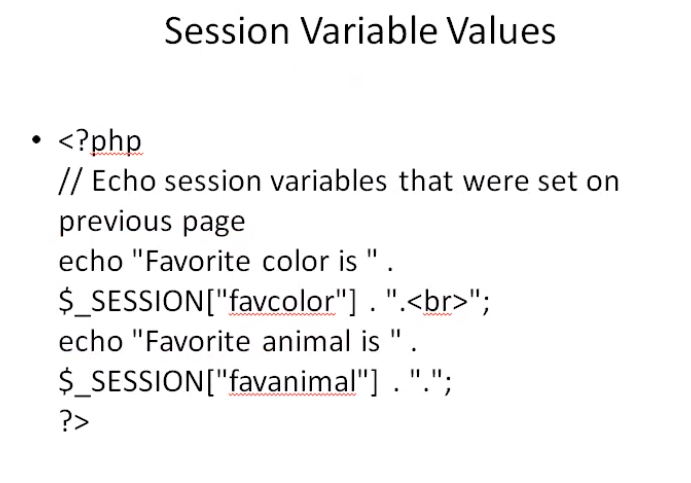 Session Variable Values
• <?php
// Echo session variables that were set on
previous page
echo "Favorite color is " .
$_SESSION["favcolor"] . ".<br>";
echo "Favorite animal is " .
$_SESSION["favanimal"] . ".";
?>